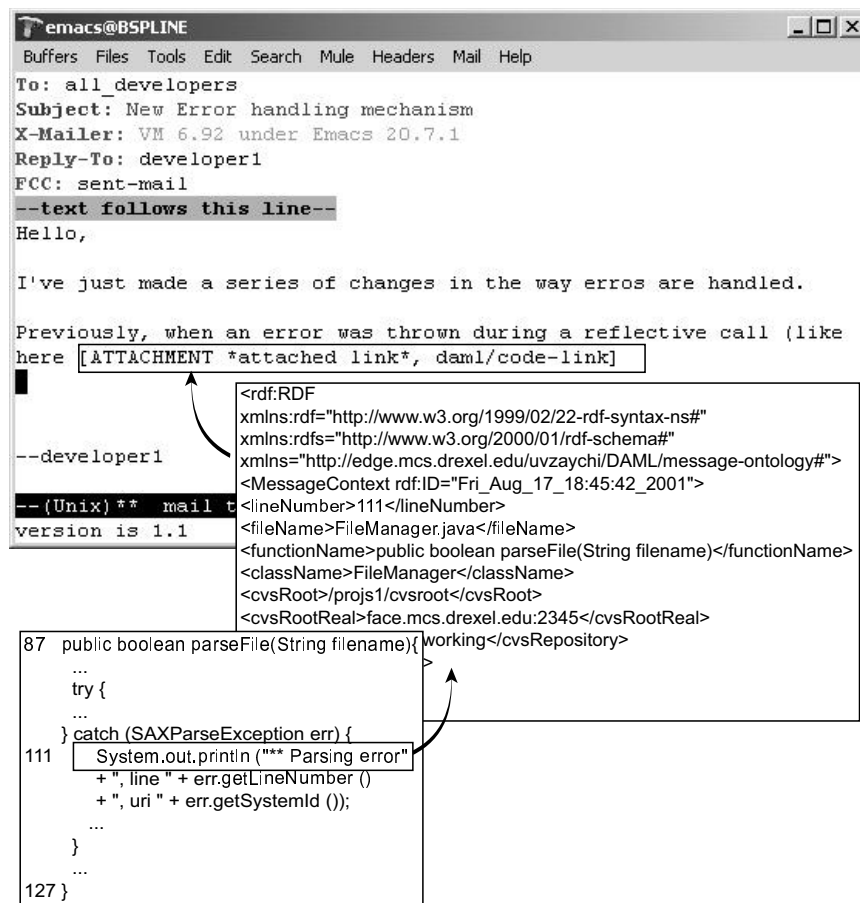 emacs@BSPLINE
Buffers Files Tools Edit Search Mule Headers Mail Help
To: all_developers
Subject: New Error handling mechanism
X-Mailer: VM 6.92 under Emacs 20.7.1
Reply-To: developer1
FCC: sent-mail
--text follows this line--
Hello,
I've just made a series of changes in the way erros are handled.
Previously, when an error was thrown during a reflective call (like
here [ATTACHMENT *attached link*, daml/code-link]
--developer1
--(Unix)** mail t
version is 1.1
<rdf:RDF
xmlns:rdf="http://www.w3.org/1999/02/22-rdf-syntax-ns#"
xmlns:rdfs="http://www.w3.org/2000/01/rdf-schema#"
xmlns="http://edge.mcs.drexel.edu/uvzaychi/DAML/message-ontology#">
<MessageContext rdf:ID="Fri_Aug_17_18:45:42_2001">
<lineNumber>111</lineNumber>
<fileName>FileManager.java</fileName>
<functionName>public boolean parseFile(String filename)</functionName>
<className>FileManager</className>
<cvsRoot>/projs1/cvsroot</cvsRoot>
<cvsRootReal>face.mcs.drexel.edu:2345</cvsRootReal>
working</cvsRepository>
>
87 public boolean parseFile(String filename){
...
try {
...
} catch (SAXParseException err) {
111 System.out.println ("** Parsing error"
+ ", line " + err.getLineNumber ()
+ ", uri " + err.getSystemId ());
...
}
...
127 }